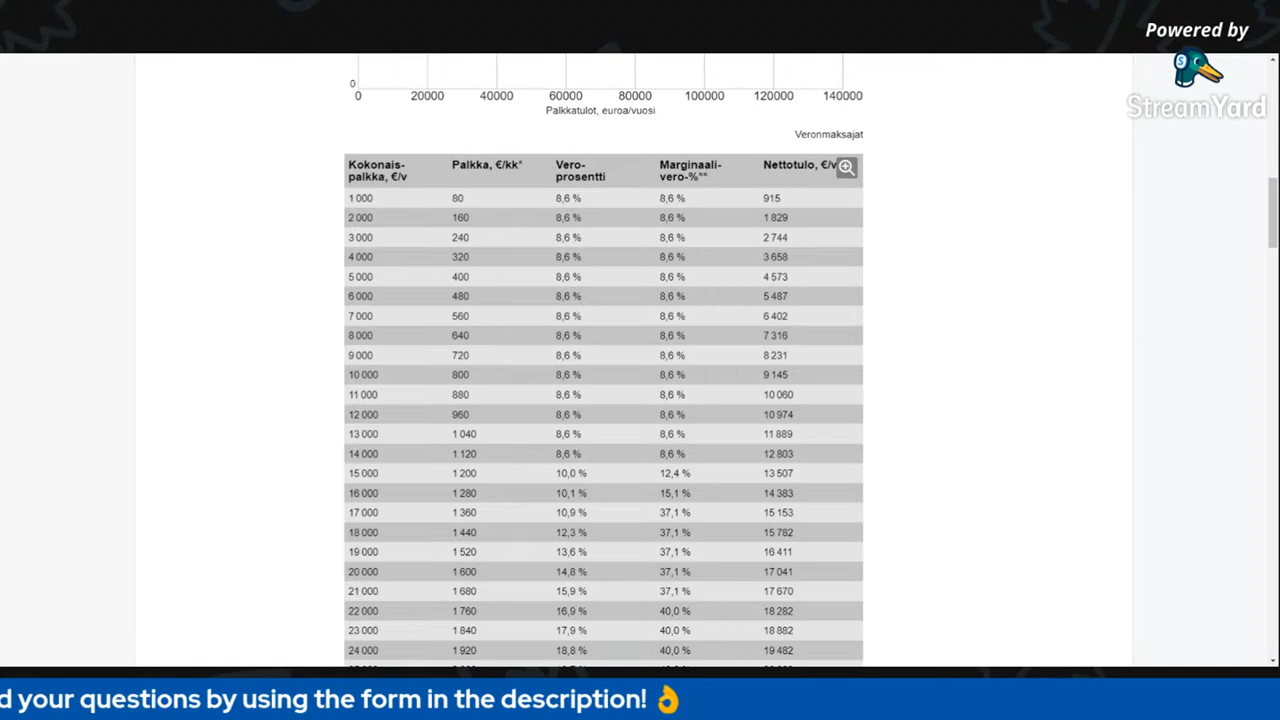 Powered by
StreamYard
0
0 20000 40000 60000 80000 100000 120000 140000
Palkkatulot, euroa/vuosi
Veronmaksajat
Kokonais-palkka, €/v Palkka, €/kk* Vero-prosentti Marginaali-vero-%** Nettotulo, €/v
1 000 80 8,6 % 8,6 % 915
2 000 160 8,6 % 8,6 % 1 829
3 000 240 8,6 % 8,6 % 2 744
4 000 320 8,6 % 8,6 % 3 658
5 000 400 8,6 % 8,6 % 4 573
6 000 480 8,6 % 8,6 % 5 487
7 000 560 8,6 % 8,6 % 6 402
8 000 640 8,6 % 8,6 % 7 316
9 000 720 8,6 % 8,6 % 8 231
10 000 800 8,6 % 8,6 % 9 145
11 000 880 8,6 % 8,6 % 10 060
12 000 960 8,6 % 8,6 % 10 974
13 000 1 040 8,6 % 8,6 % 11 889
14 000 1 120 8,6 % 8,6 % 12 803
15 000 1 200 10,0 % 12,4 % 13 507
16 000 1 280 10,1 % 15,1 % 14 383
17 000 1 360 10,9 % 37,1 % 15 153
18 000 1 440 12,3 % 37,1 % 15 782
19 000 1 520 13,6 % 37,1 % 16 411
20 000 1 600 14,8 % 37,1 % 17 041
21 000 1 680 15,9 % 37,1 % 17 670
22 000 1 760 16,9 % 40,0 % 18 282
23 000 1 840 17,9 % 40,0 % 18 882
24 000 1 920 18,8 % 40,0 % 19 482
d your questions by using the form in the description! 👌